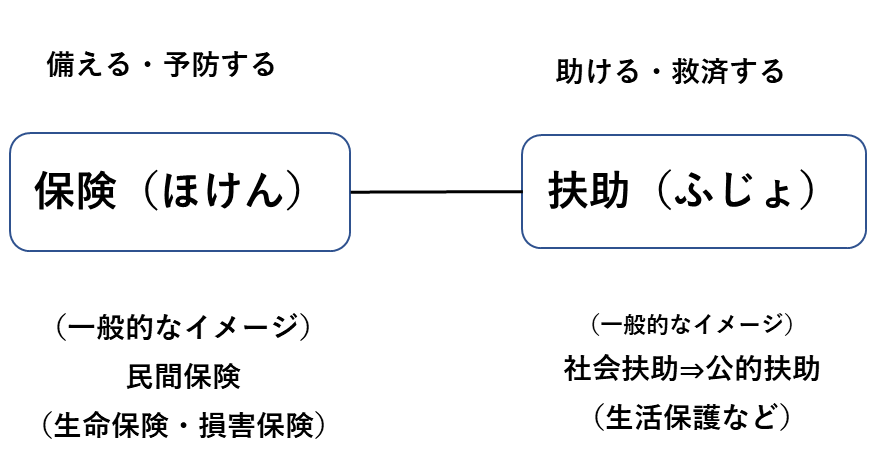 備える・予防する
助ける・救済する
保険（ほけん）
扶助（ふじょ）
（一般的なイメージ）
民間保険
（生命保険・損害保険）
（一般的なイメージ）
社会扶助⇒公的扶助
（生活保護など）